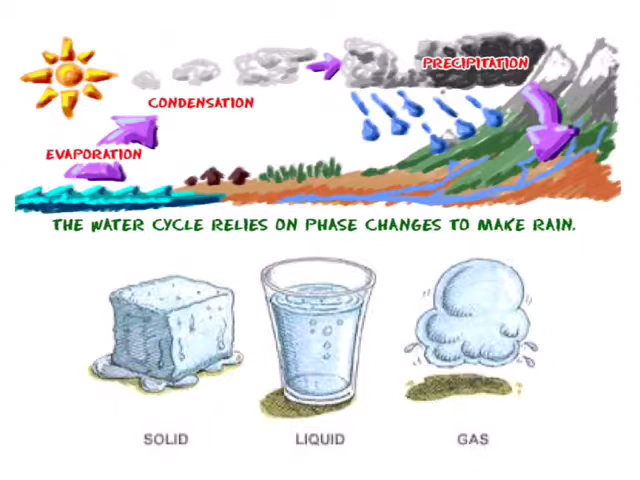 PRECIPITATION
CONDENSATION
EVAPORATION
THE WATER CYCLE RELIES ON PHASE CHANGES TO MAKE RAIN.
SOLID
LIQUID
GAS